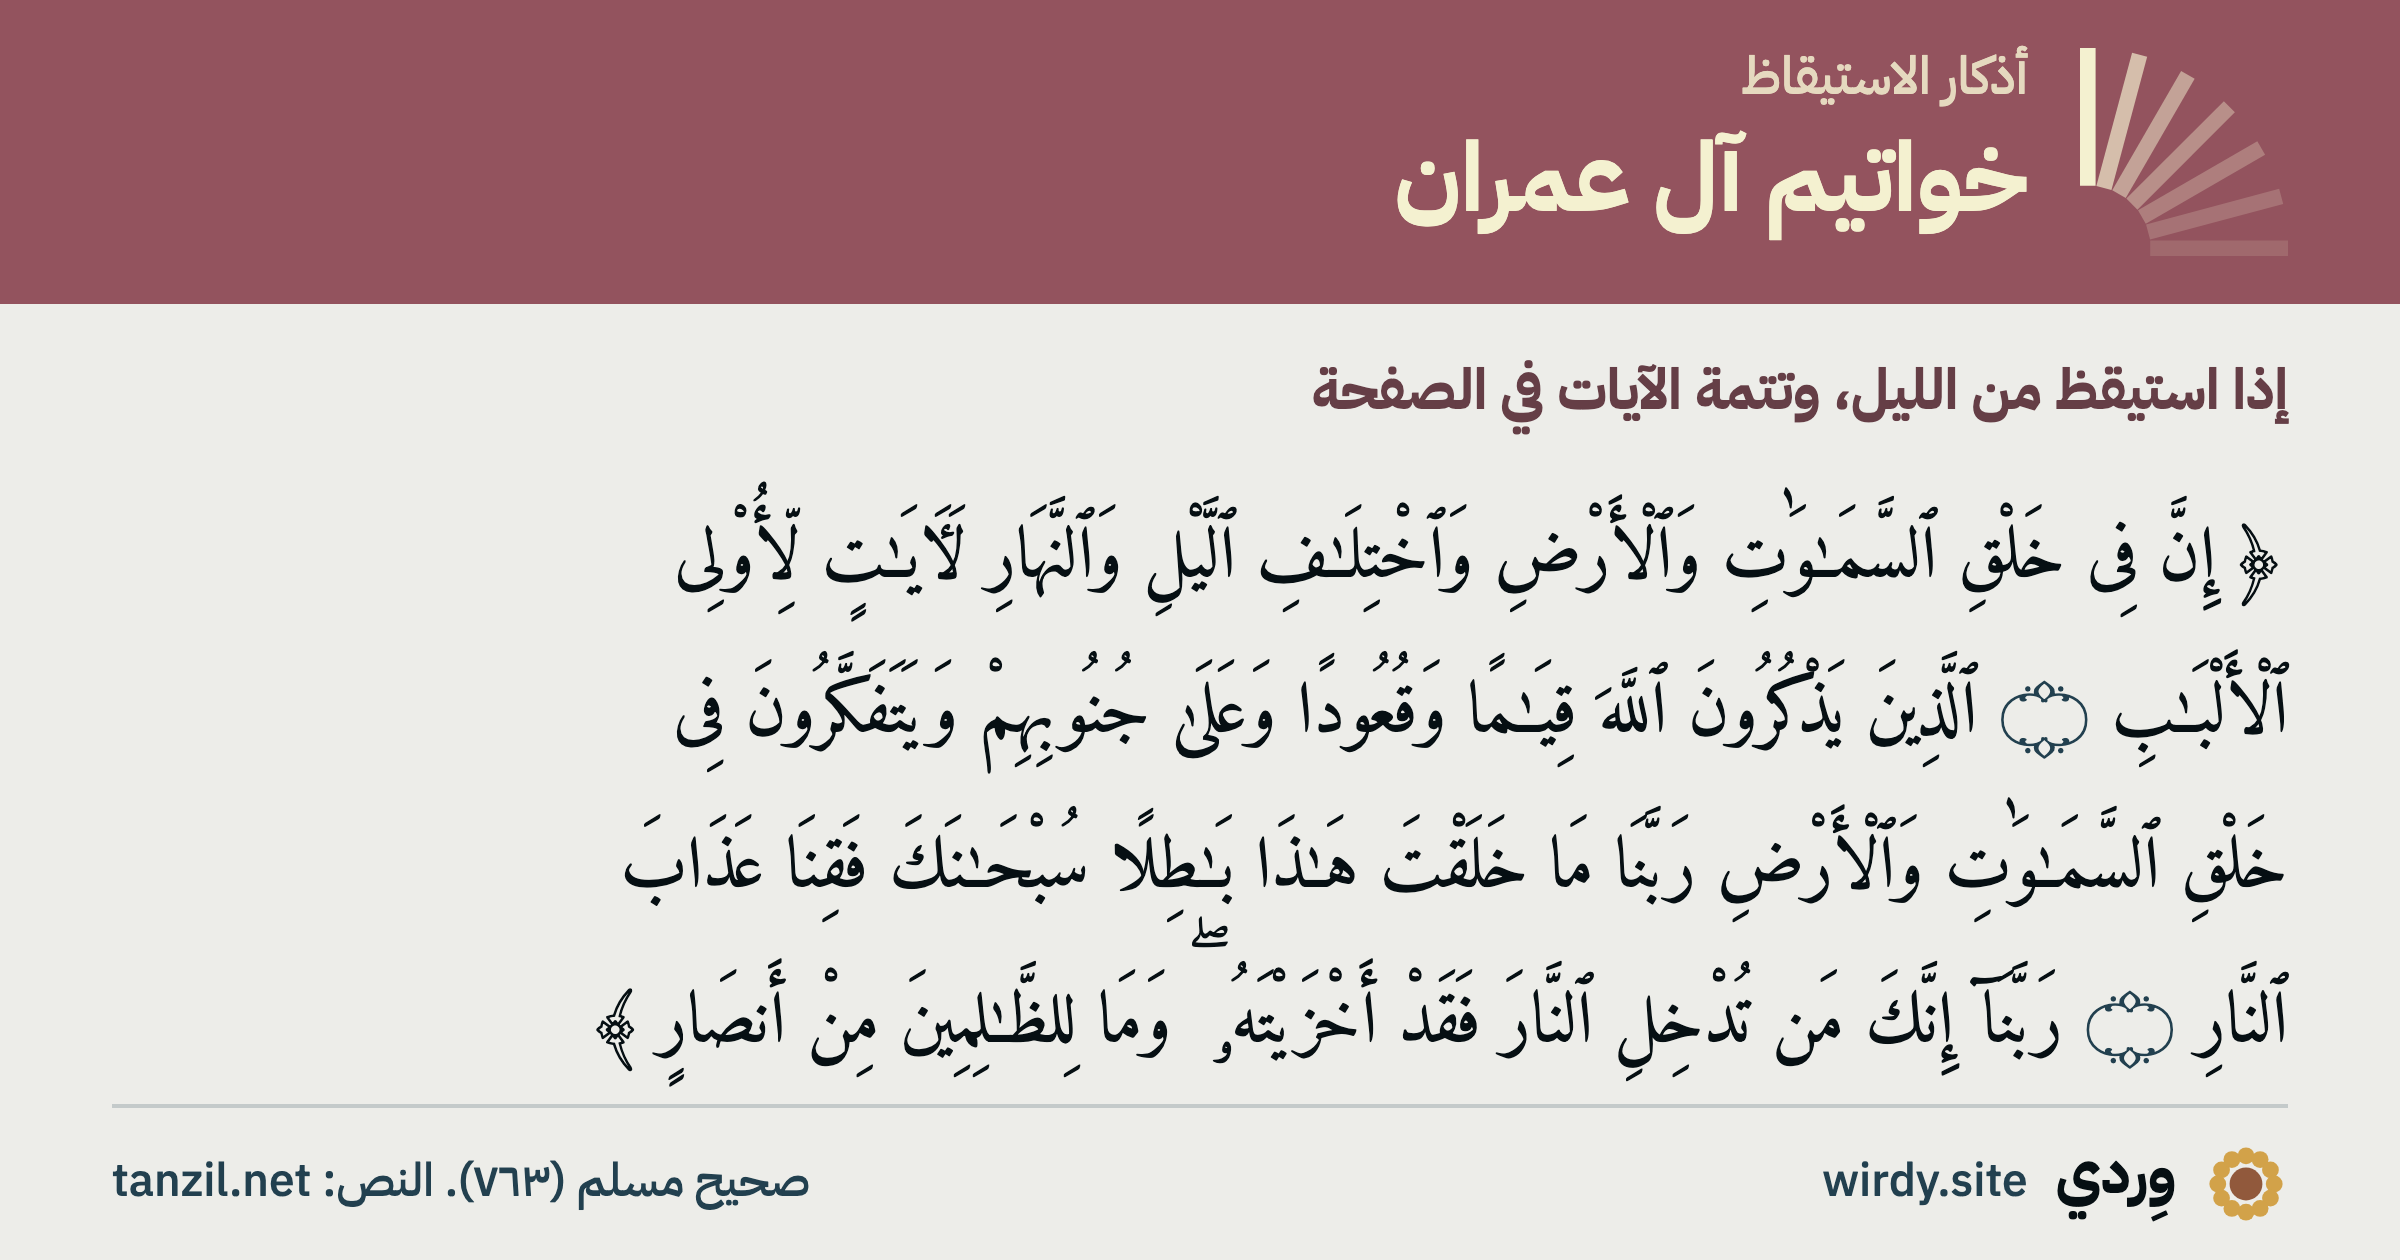 أذكار الاستيقاظ
خواتيم آل عمران
إذا استيقظ من الليل، وتتمة الآيات في الصفحة
﴿ إِنَّ فِى خَلْقِ ٱلسَّمَـٰوَٰتِ وَٱلْأَرْضِ وَٱخْتِلَـٰفِ ٱلَّيْلِ وَٱلنَّهَارِ لَـَٔايَـٰتٍ لِّأُو۟لِى
ٱلْأَلْبَـٰبِ ۝ ٱلَّذِينَ يَذْكُرُونَ ٱللَّهَ قِيَـٰمًا وَقُعُودًا وَعَلَىٰ جُنُوبِهِمْ وَيَتَفَكَّرُونَ فِى
خَلْقِ ٱلسَّمَـٰوَٰتِ وَٱلْأَرْضِ رَبَّنَا مَا خَلَقْتَ هَـٰذَا بَـٰطِلًا سُبْحَـٰنَكَ فَقِنَا عَذَابَ
ٱلنَّارِ ۝ رَبَّنَآ إِنَّكَ مَن تُدْخِلِ ٱلنَّارَ فَقَدْ أَخْزَيْتَهُۥ ۖ وَمَا لِلظَّـٰلِمِينَ مِنْ أَنصَارٍ ﴾
وِردي wirdy.site
صحيح مسلم (٧٦٣). النص: tanzil.net